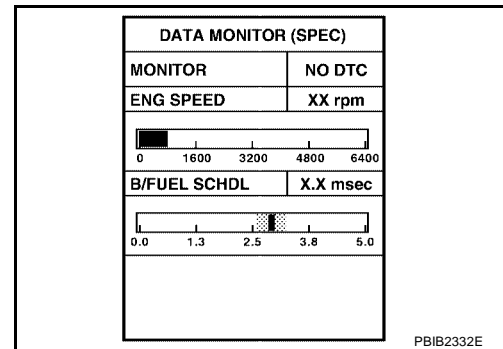 DATA MONITOR (SPEC)
MONITOR NO DTC
ENG SPEED XX rpm
0 1600 3200 4800 6400
B/FUEL SCHDL X.X msec
0.0 1.3 2.5 3.8 5.0
PBIB2332E